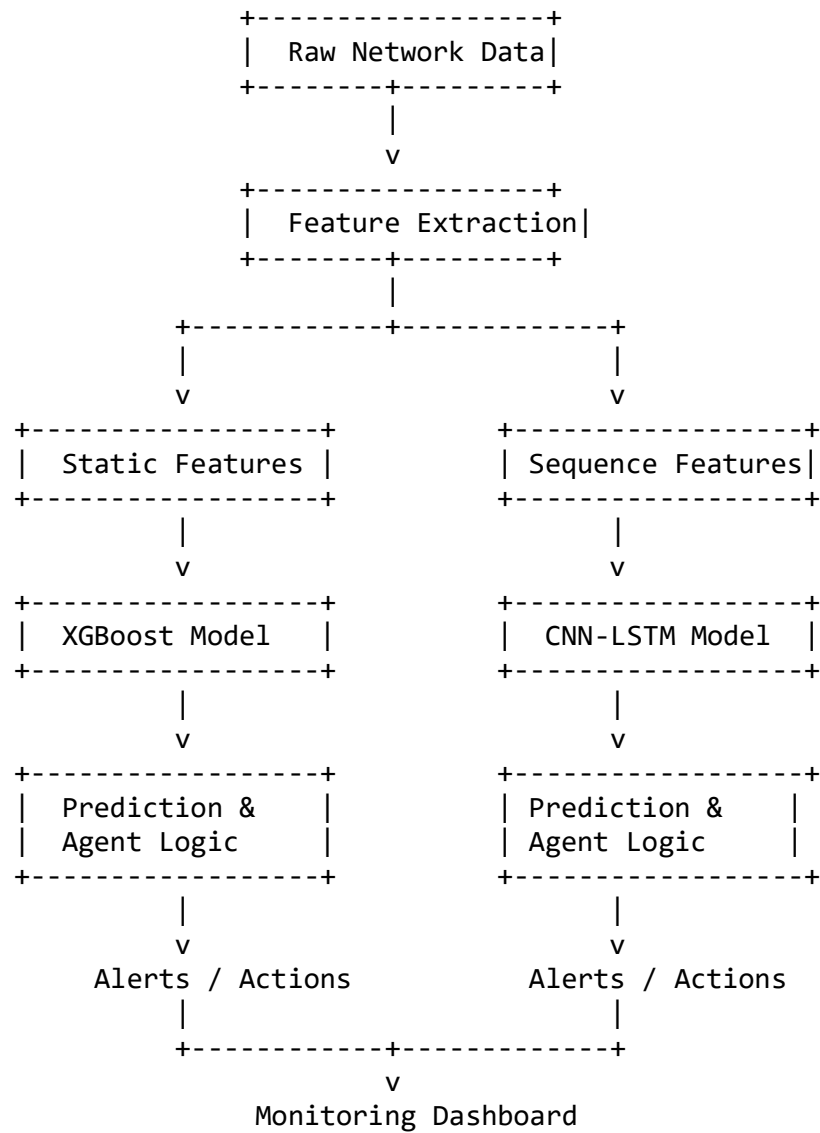 Raw Network Data
Feature Extraction
Static Features
Sequence Features
XGBoost Model
CNN-LSTM Model
Prediction &
Agent Logic
Prediction &
Agent Logic
Alerts / Actions
Alerts / Actions
Monitoring Dashboard